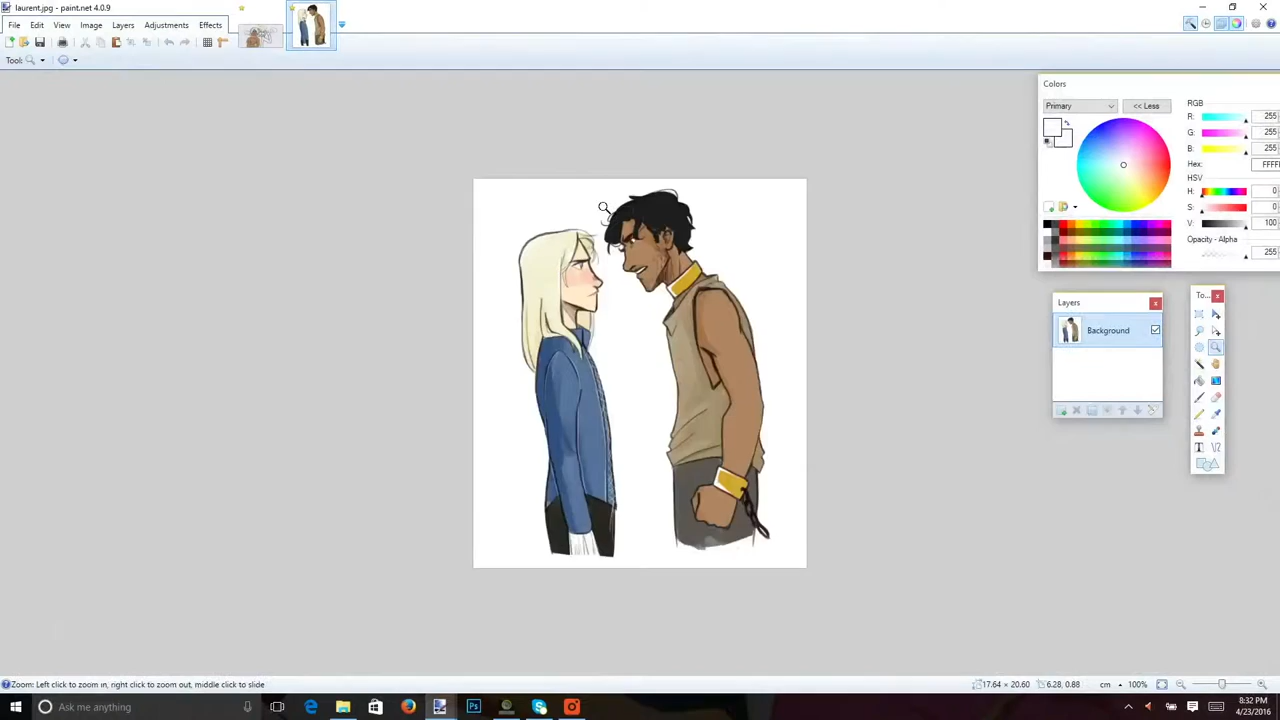 laurent.jpg - paint.net 4.0.9
File Edit View Image Layers Adjustments Effects
Tool:
Colors
Primary
<< Less
RGB
R: 255
G: 255
B: 255
Hex: FFFFF
HSV
H: 0
S: 0
V: 100
Opacity - Alpha
255
Layers
Background
To...
Zoom: Left click to zoom in, right click to zoom out, middle click to slide
17.64 × 20.60
6.28, 0.88
cm
100%
Ask me anything
8:32 PM
4/23/2016